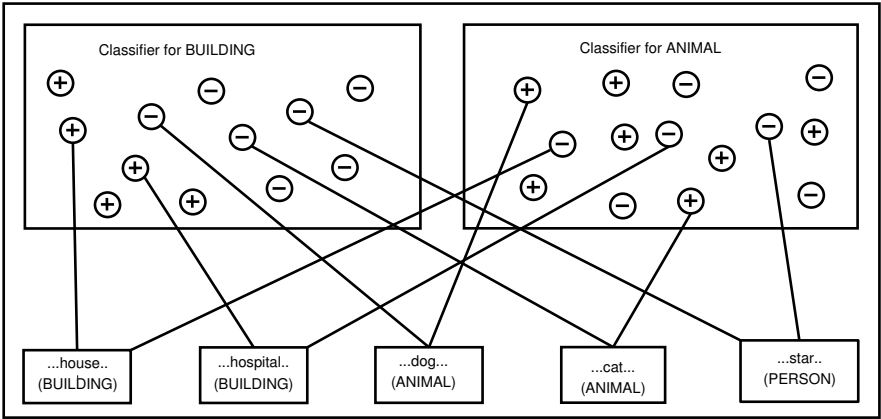 Classifier for BUILDING
Classifier for ANIMAL
...house..
(BUILDING)
...hospital..
(BUILDING)
...dog...
(ANIMAL)
...cat...
(ANIMAL)
...star..
(PERSON)